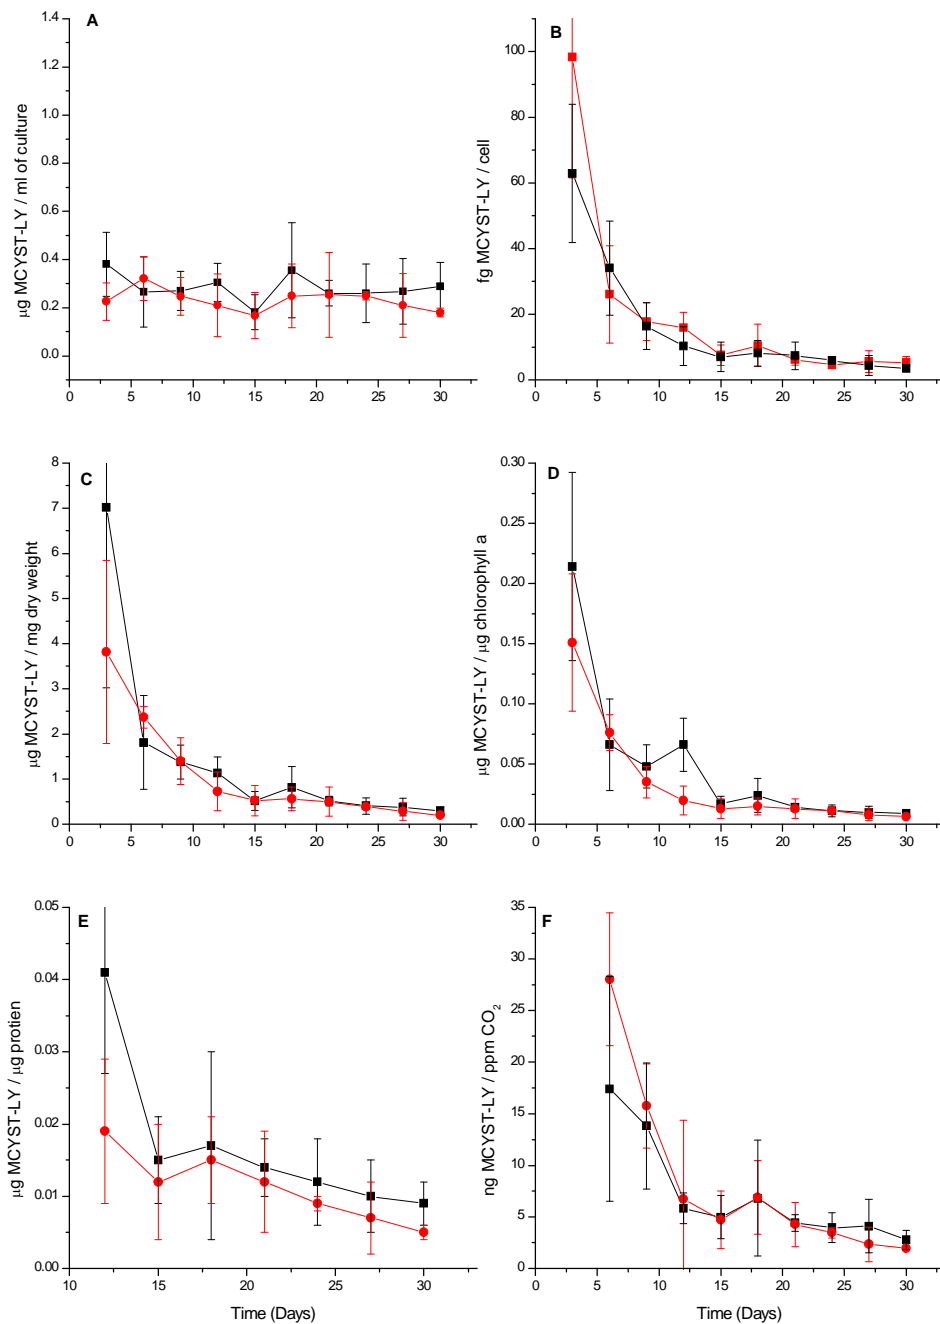 A
µg MCYST-LY / ml of culture
1.4
1.2
1.0
0.8
0.6
0.4
0.2
0.0
0 5 10 15 20 25 30
B
fg MCYST-LY / cell
100
80
60
40
20
0
0 5 10 15 20 25 30
C
µg MCYST-LY / mg dry weight
8
7
6
5
4
3
2
1
0
0 5 10 15 20 25 30
D
µg MCYST-LY / µg chlorophyll a
0.30
0.25
0.20
0.15
0.10
0.05
0.00
0 5 10 15 20 25 30
E
µg MCYST-LY / µg protien
0.05
0.04
0.03
0.02
0.01
0.00
10 15 20 25 30
Time (Days)
F
ng MCYST-LY / ppm CO₂
35
30
25
20
15
10
5
0
0 5 10 15 20 25 30
Time (Days)